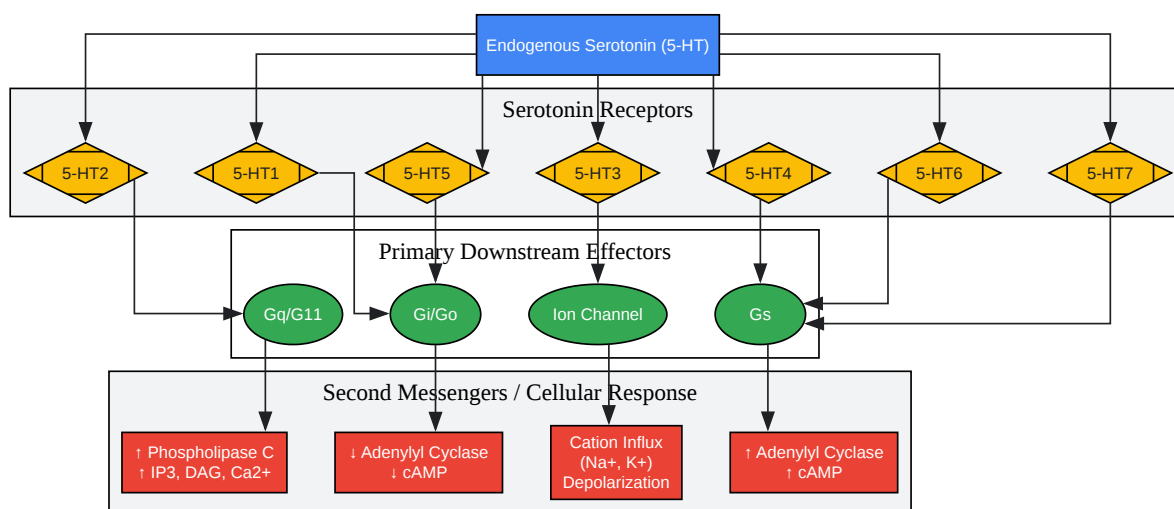 Endogenous Serotonin (5-HT)
Serotonin Receptors
5-HT2
5-HT1
5-HT5
5-HT3
5-HT4
5-HT6
5-HT7
Primary Downstream Effectors
Gq/G11
Gi/Go
Ion Channel
Gs
Second Messengers / Cellular Response
↑ Phospholipase C
↑ IP3, DAG, Ca2+
↓ Adenylyl Cyclase
↓ cAMP
Cation Influx
(Na+, K+)
Depolarization
↑ Adenylyl Cyclase
↑ cAMP